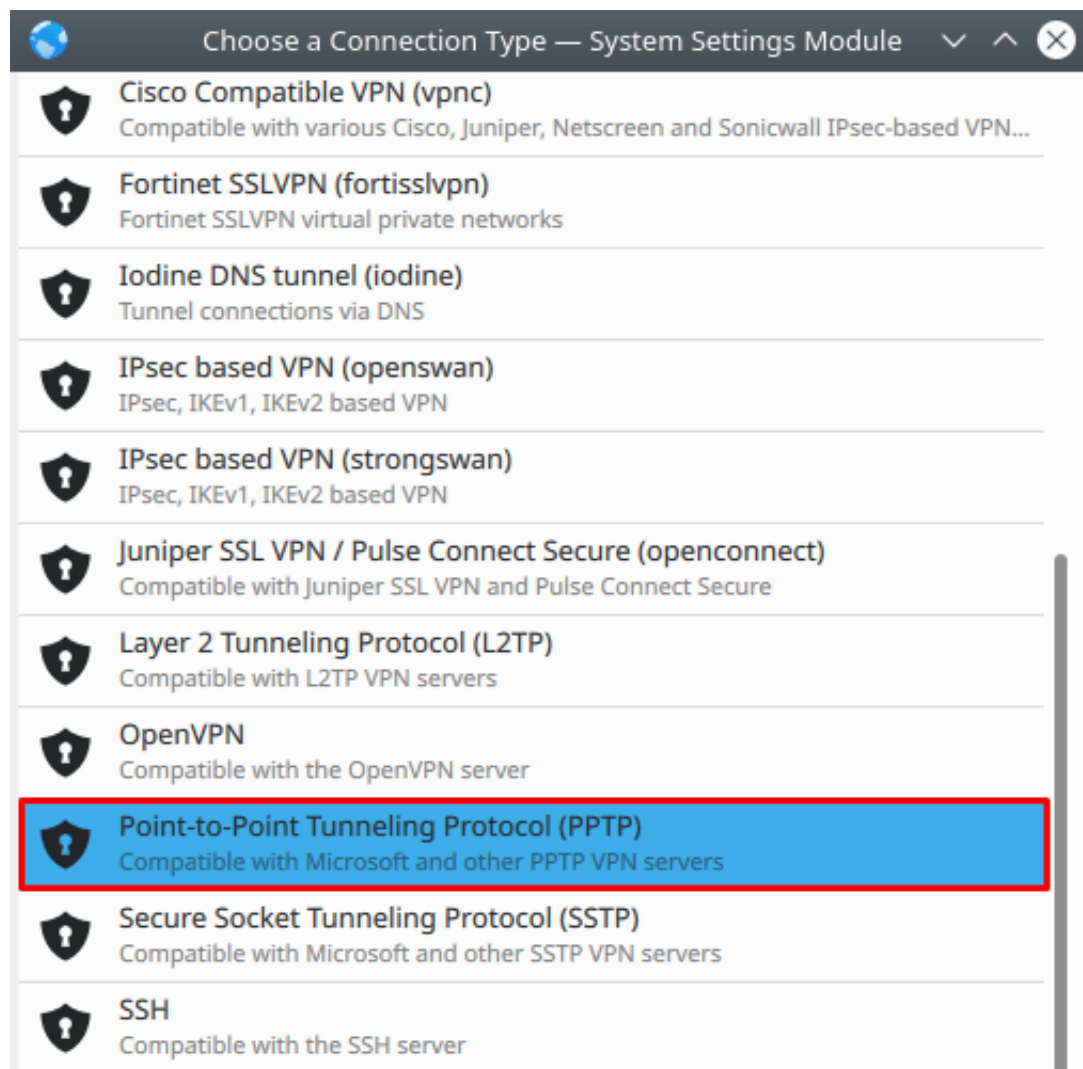 Choose a Connection Type — System Settings Module
Cisco Compatible VPN (vpnc)
Compatible with various Cisco, Juniper, Netscreen and Sonicwall IPsec-based VPN...
Fortinet SSLVPN (fortisslvpn)
Fortinet SSLVPN virtual private networks
Iodine DNS tunnel (iodine)
Tunnel connections via DNS
IPsec based VPN (openswan)
IPsec, IKEv1, IKEv2 based VPN
IPsec based VPN (strongswan)
IPsec, IKEv1, IKEv2 based VPN
Juniper SSL VPN / Pulse Connect Secure (openconnect)
Compatible with Juniper SSL VPN and Pulse Connect Secure
Layer 2 Tunneling Protocol (L2TP)
Compatible with L2TP VPN servers
OpenVPN
Compatible with the OpenVPN server
Point-to-Point Tunneling Protocol (PPTP)
Compatible with Microsoft and other PPTP VPN servers
Secure Socket Tunneling Protocol (SSTP)
Compatible with Microsoft and other SSTP VPN servers
SSH
Compatible with the SSH server